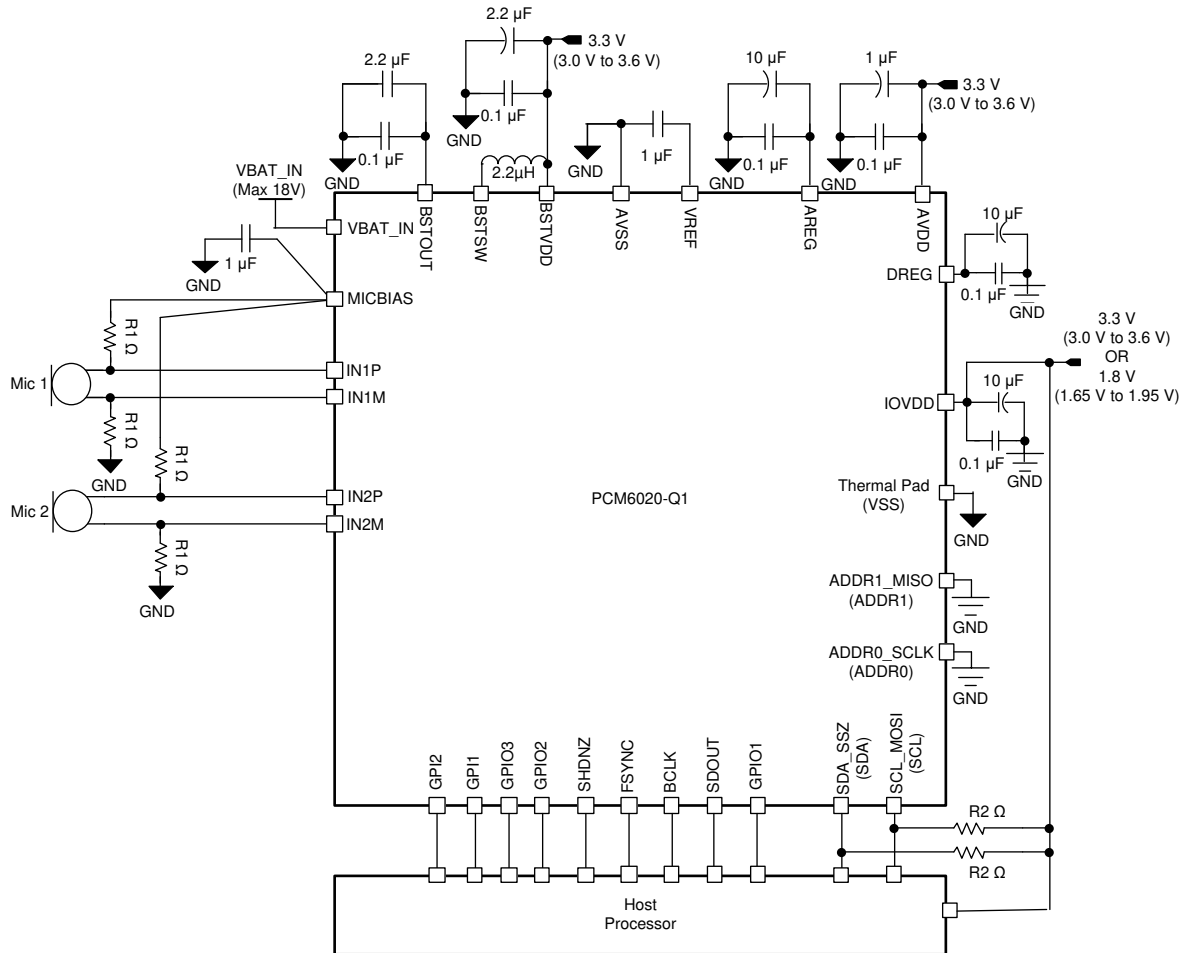 2.2 µF
3.3 V
(3.0 V to 3.6 V)
2.2 µF
10 µF
1 µF
3.3 V
(3.0 V to 3.6 V)
0.1 µF
GND
0.1 µF
GND
2.2µH
GND
1 µF
0.1 µF
GND
0.1 µF
GND
VBAT_IN
(Max 18V)
VBAT_IN
BSTOUT
BSTSW
BSTVDD
AVSS
VREF
AREG
AVDD
10 µF
DREG
0.1 µF
GND
1 µF
GND
MICBIAS
R1 Ω
3.3 V
(3.0 V to 3.6 V)
OR
1.8 V
(1.65 V to 1.95 V)
Mic 1
IN1P
IN1M
R1 Ω
GND
10 µF
IOVDD
0.1 µF
GND
R1 Ω
Mic 2
IN2P
IN2M
R1 Ω
GND
PCM6020-Q1
Thermal Pad
(VSS)
GND
ADDR1_MISO
(ADDR1)
GND
ADDR0_SCLK
(ADDR0)
GND
GPI2
GPI1
GPIO3
GPIO2
SHDNZ
FSYNC
BCLK
SDOUT
GPIO1
SDA_SSZ
(SDA)
SCL_MOSI
(SCL)
R2 Ω
R2 Ω
Host
Processor